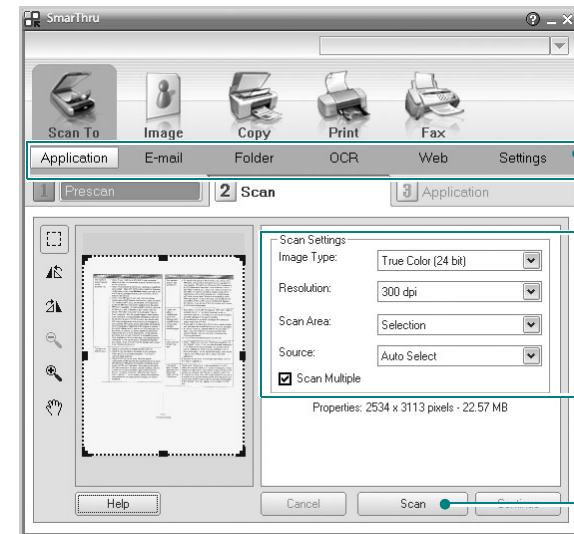 SmarThru
Scan To Image Copy Print Fax
Application E-mail Folder OCR Web Settings
1 Prescan 2 Scan 3 Application
Scan Settings
Image Type: True Color (24 bit)
Resolution: 300 dpi
Scan Area: Selection
Source: Auto Select
Scan Multiple
Properties: 2534 x 3113 pixels - 22.57 MB
Help Cancel Scan Continue